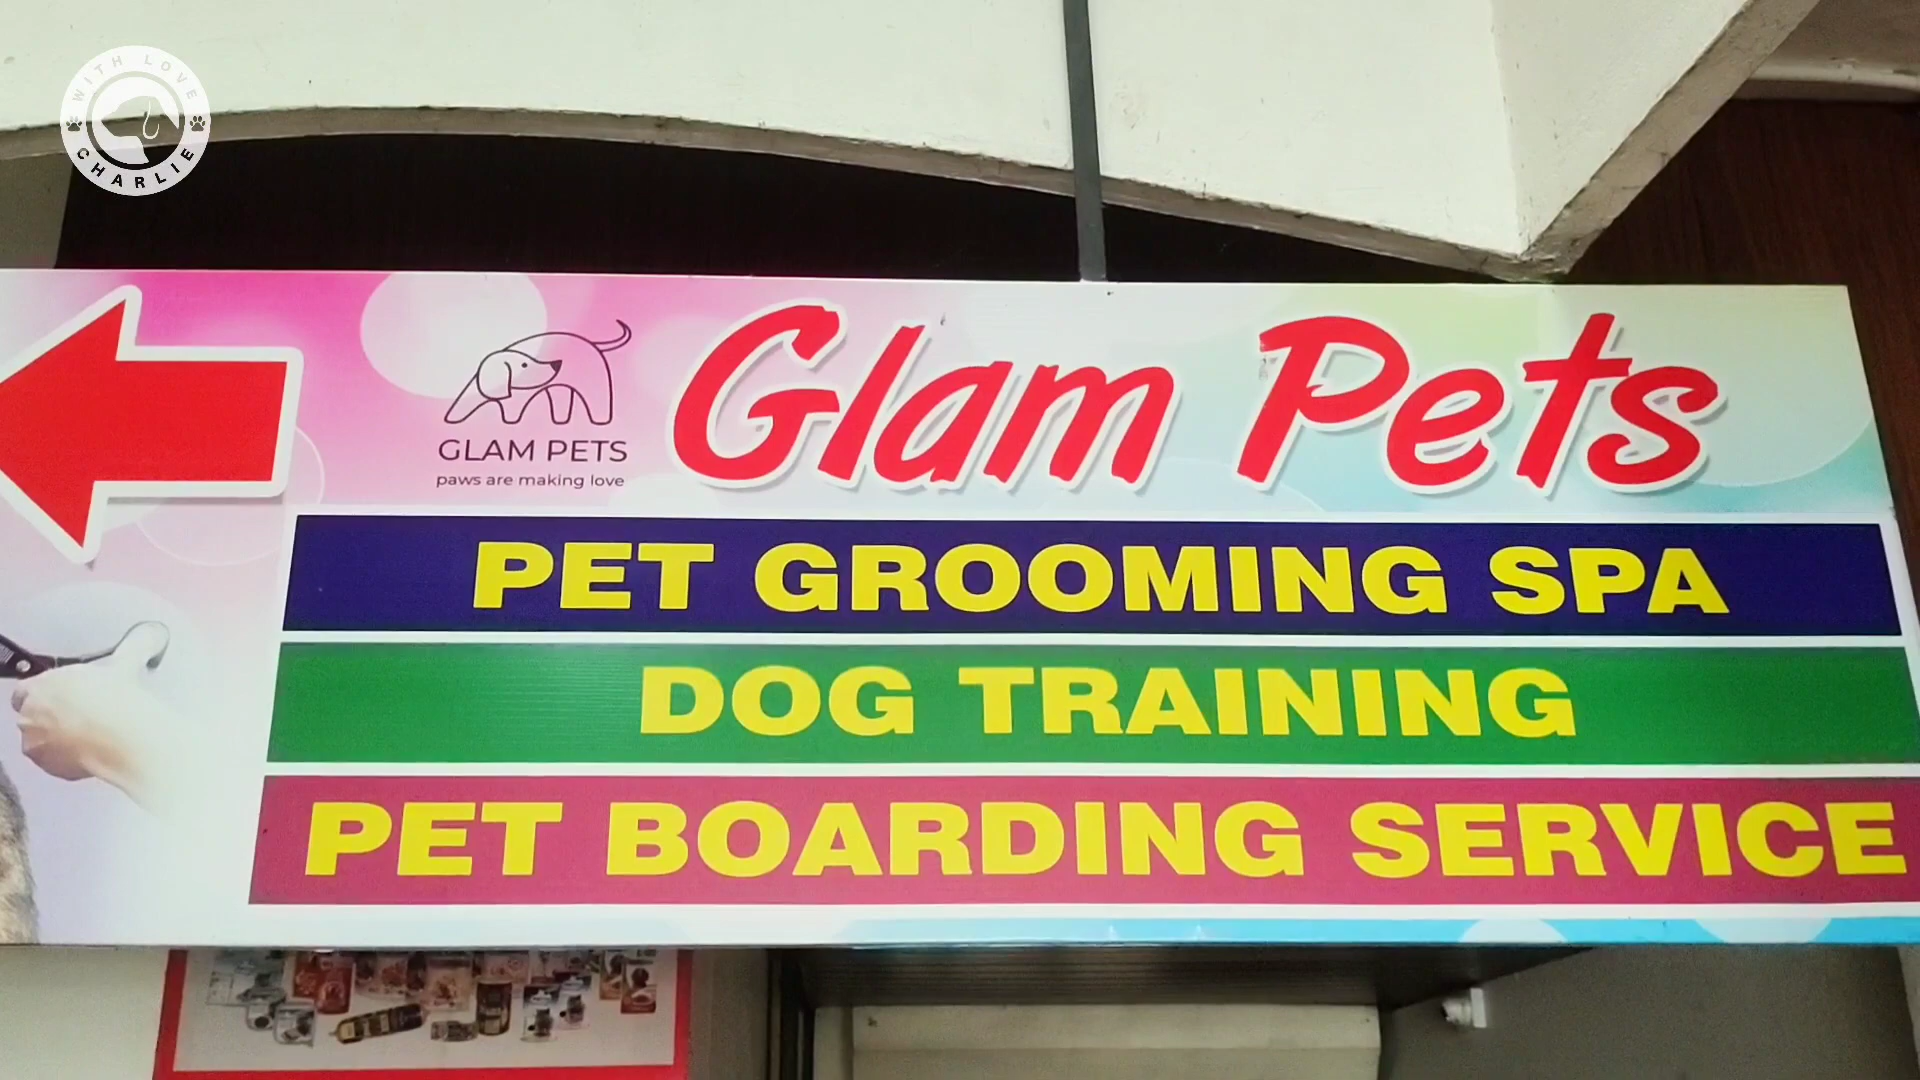 WITH LOVE
CHARLIE
Glam Pets
GLAM PETS
paws are making love
PET GROOMING SPA
DOG TRAINING
PET BOARDING SERVICE